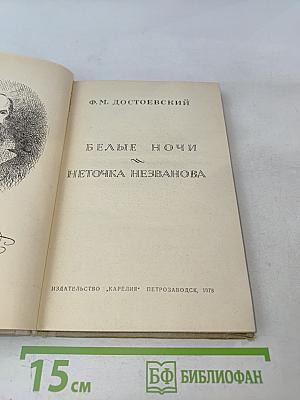 Ф. М. ДОСТОЕВСКИЙ
БЕЛЫЕ НОЧИ
НЕТОЧКА НЕЗВАНОВА
ИЗДАТЕЛЬСТВО „КАРЕЛИЯ“ ПЕТРОЗАВОДСК, 1978
15 см
БФ БИБЛИОФАН